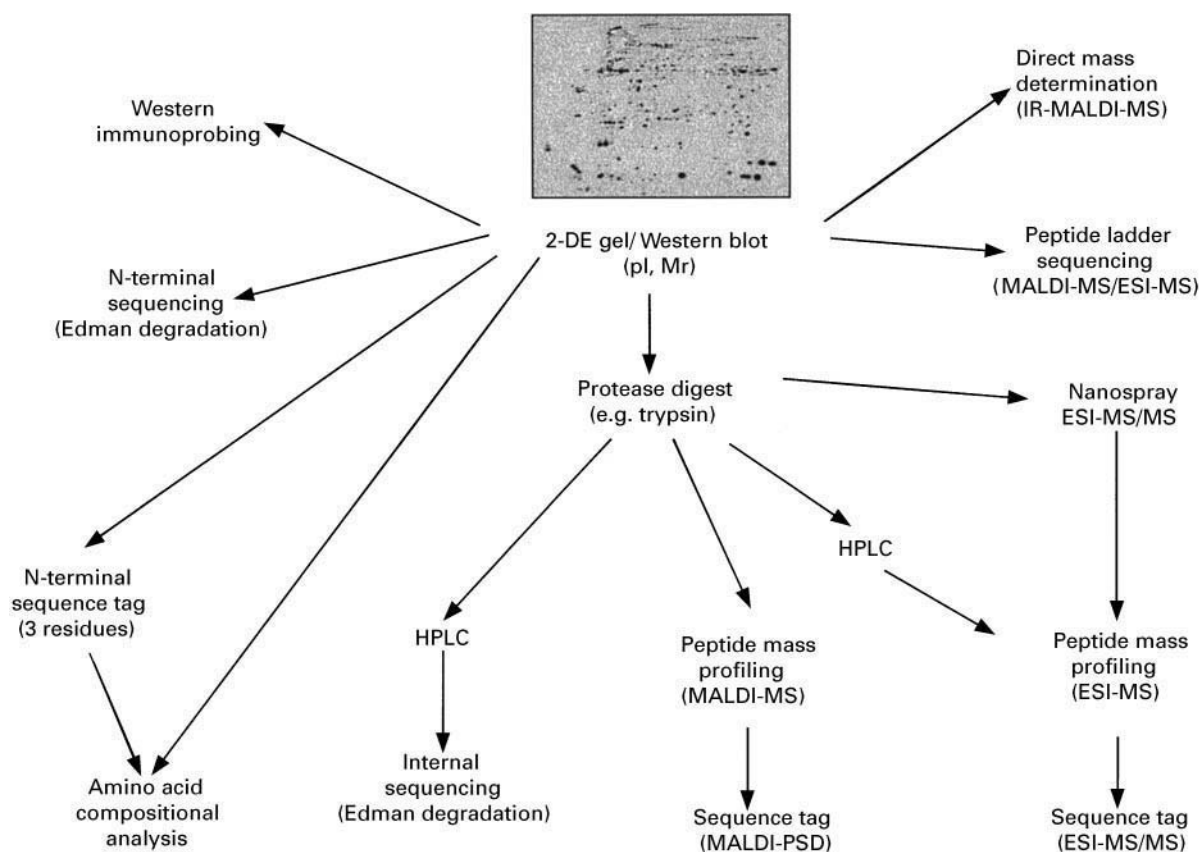 Western
immunoprobing
Direct mass
determination
(IR-MALDI-MS)
2-DE gel/ Western blot
(pI, Mr)
N-terminal
sequencing
(Edman degradation)
Peptide ladder
sequencing
(MALDI-MS/ESI-MS)
Protease digest
(e.g. trypsin)
Nanospray
ESI-MS/MS
N-terminal
sequence tag
(3 residues)
HPLC
HPLC
Peptide mass
profiling
(MALDI-MS)
Peptide mass
profiling
(ESI-MS)
Amino acid
compositional
analysis
Internal
sequencing
(Edman degradation)
Sequence tag
(MALDI-PSD)
Sequence tag
(ESI-MS/MS)